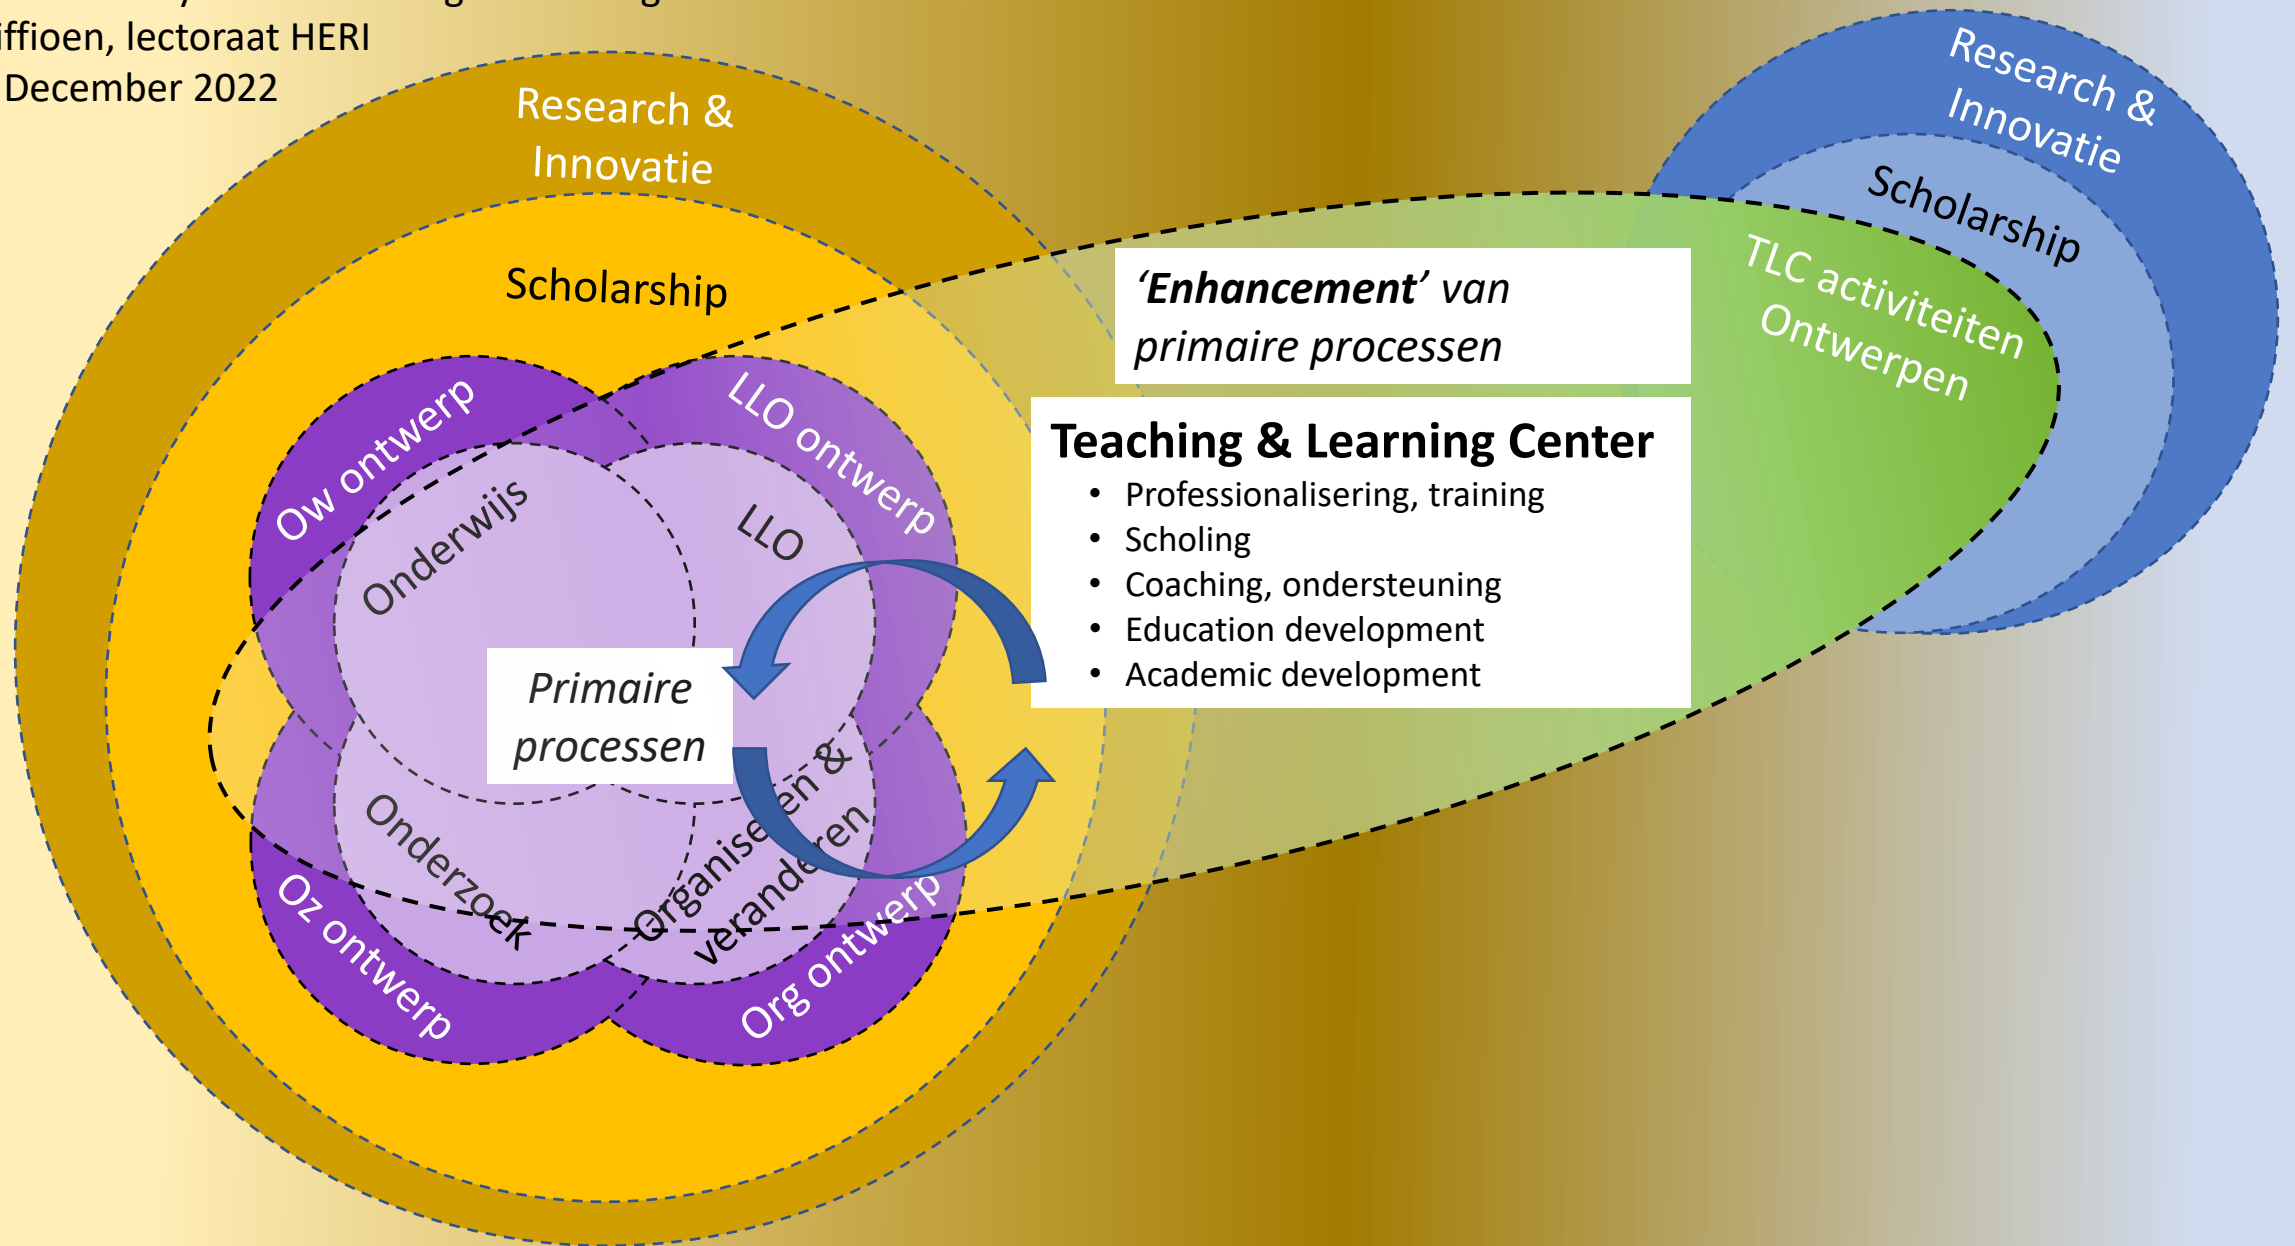 lectoraat HERI
December 2022
Research &
Innovatie
Scholarship
Ow ontwerp
LLO ontwerp
Onderwijs
LLO
Primaire
processen
Onderzoek
Organiseren &
veranderen
Oz ontwerp
Org ontwerp
‘Enhancement’ van
primaire processen
Teaching & Learning Center
• Professionalisering, training
• Scholing
• Coaching, ondersteuning
• Education development
• Academic development
Research &
Innovatie
Scholarship
TLC activiteiten
Ontwerpen